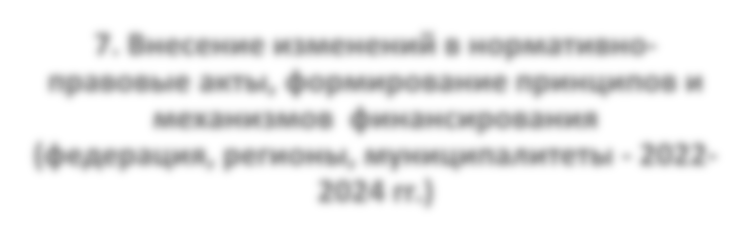 7. Внесение изменений в нормативно-
правовые акты, формирование принципов и
механизмов финансирования
(федерация, регионы, муниципалитеты - 2022-
2024 гг.)